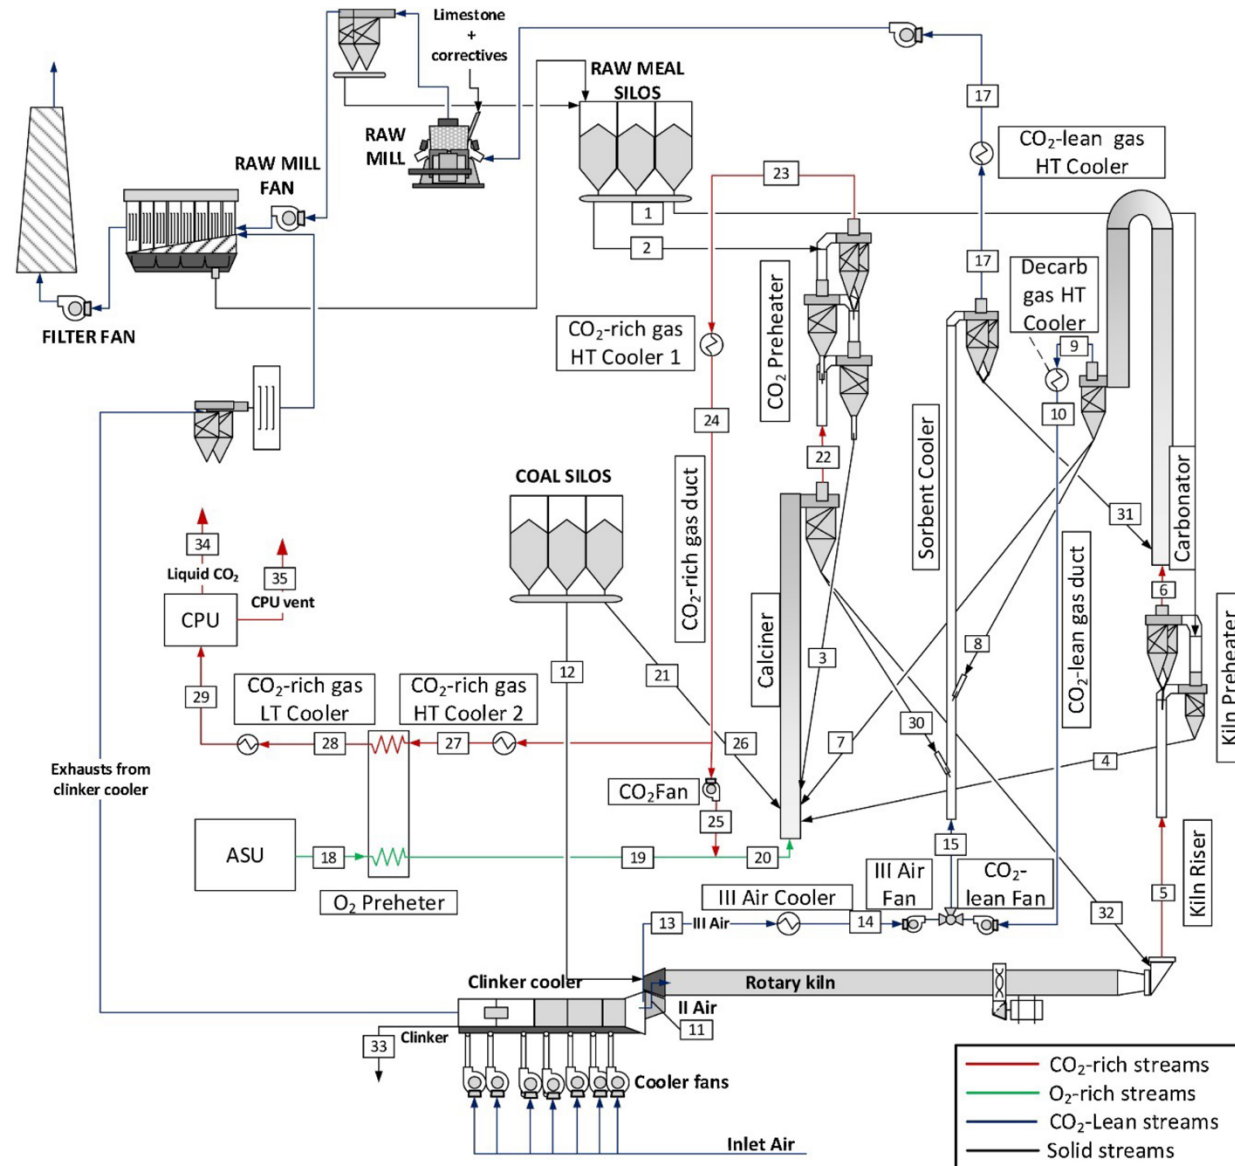 Limestone
+
correctives
RAW MEAL
SILOS
RAW
MILL
RAW MILL
FAN
FILTER FAN
17
CO₂-lean gas
HT Cooler
17
23
1
2
Decarb
gas HT
Cooler
9
10
CO₂-rich gas
HT Cooler 1
CO₂ Preheater
24
22
CO₂-rich gas duct
COAL SILOS
Sorbent Cooler
CO₂-lean gas duct
Carbonator
31
6
Kiln Preheater
34
Liquid CO₂
35
CPU vent
CPU
Calciner
12
21
3
8
29
CO₂-rich gas
LT Cooler
CO₂-rich gas
HT Cooler 2
28
27
26
7
30
4
Exhausts from
clinker cooler
CO₂Fan
25
ASU
18
19
20
O₂ Preheter
15
III Air Cooler
III Air
Fan
CO₂-
lean Fan
Kiln Riser
5
13
III Air
14
32
Clinker cooler
Rotary kiln
II Air
11
Clinker
33
Cooler fans
Inlet Air
CO₂-rich streams
O₂-rich streams
CO₂-Lean streams
Solid streams